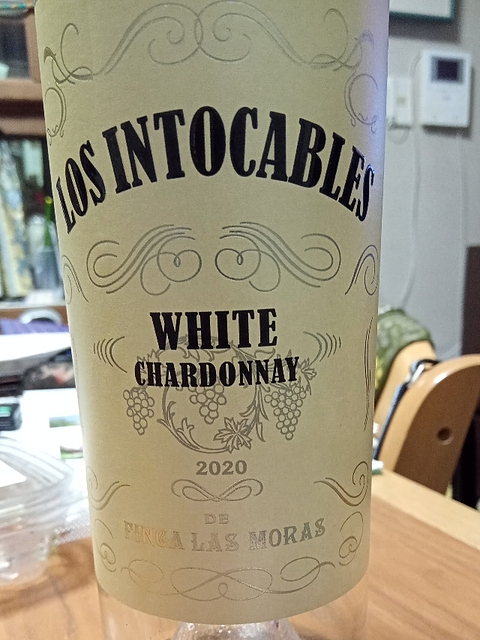 LOS INTOCABLES
WHITE
CHARDONNAY
2020
DE
FINCA LAS MORAS